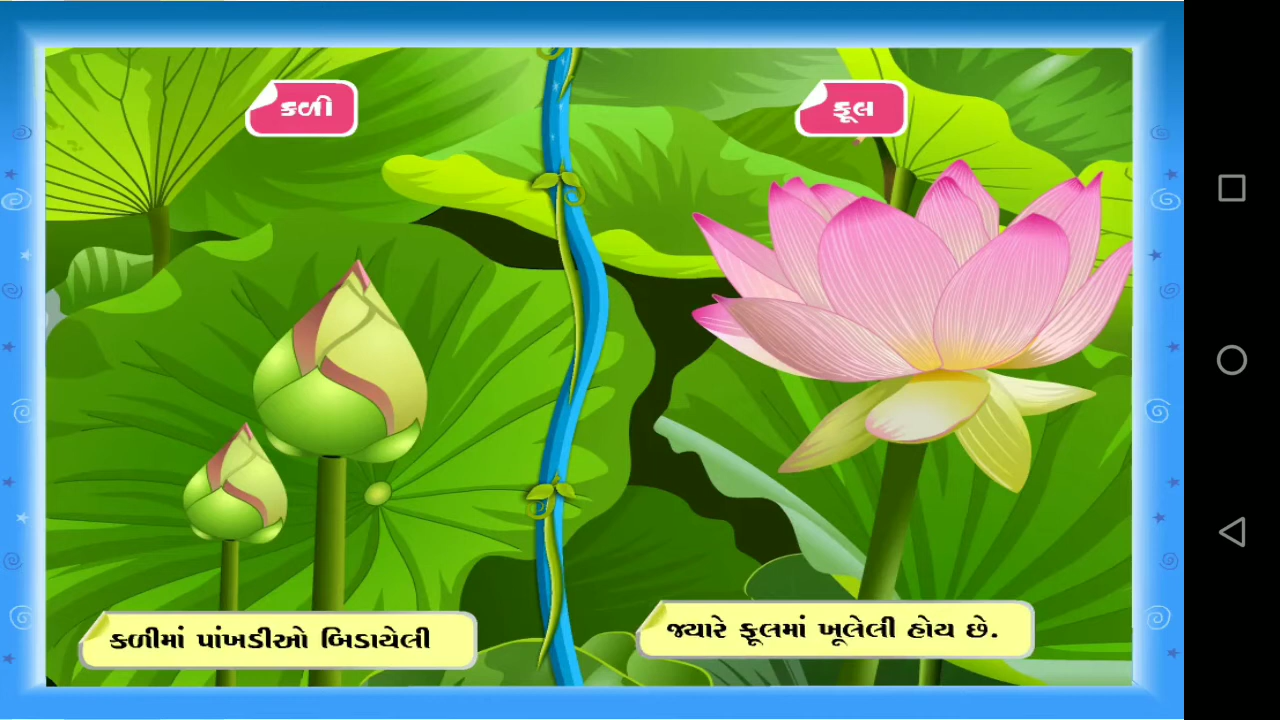 કળી
ફૂલ
કળીમાં પાંખડીઓ બિડાયેલી
જ્યારે ફૂલમાં ખૂલેલી હોય છે.